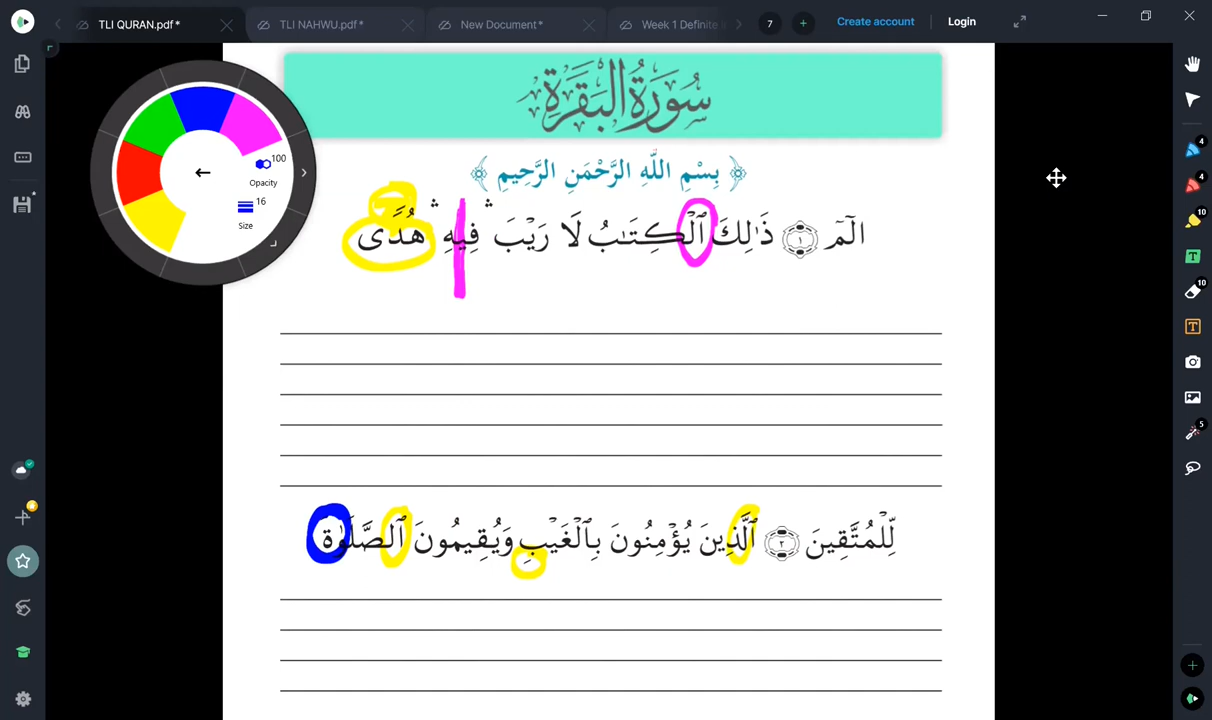 TLI QURAN.pdf*
TLI NAHWU.pdf*
New Document*
Week 1 Definite
7
Create account
Login
سُورَةُ البَقَرَةِ
بِسْمِ اللَّهِ الرَّحْمَنِ الرَّحِيمِ
الٓمٓ ١ ذَٰلِكَ ٱلْكِتَـٰبُ لَا رَيْبَ ۛ فِيهِ ۛ هُدًى
لِّلْمُتَّقِينَ ٢ ٱلَّذِينَ يُؤْمِنُونَ بِٱلْغَيْبِ وَيُقِيمُونَ ٱلصَّلَوٰةَ
100
Opacity
16
Size
4
4
10
10
5